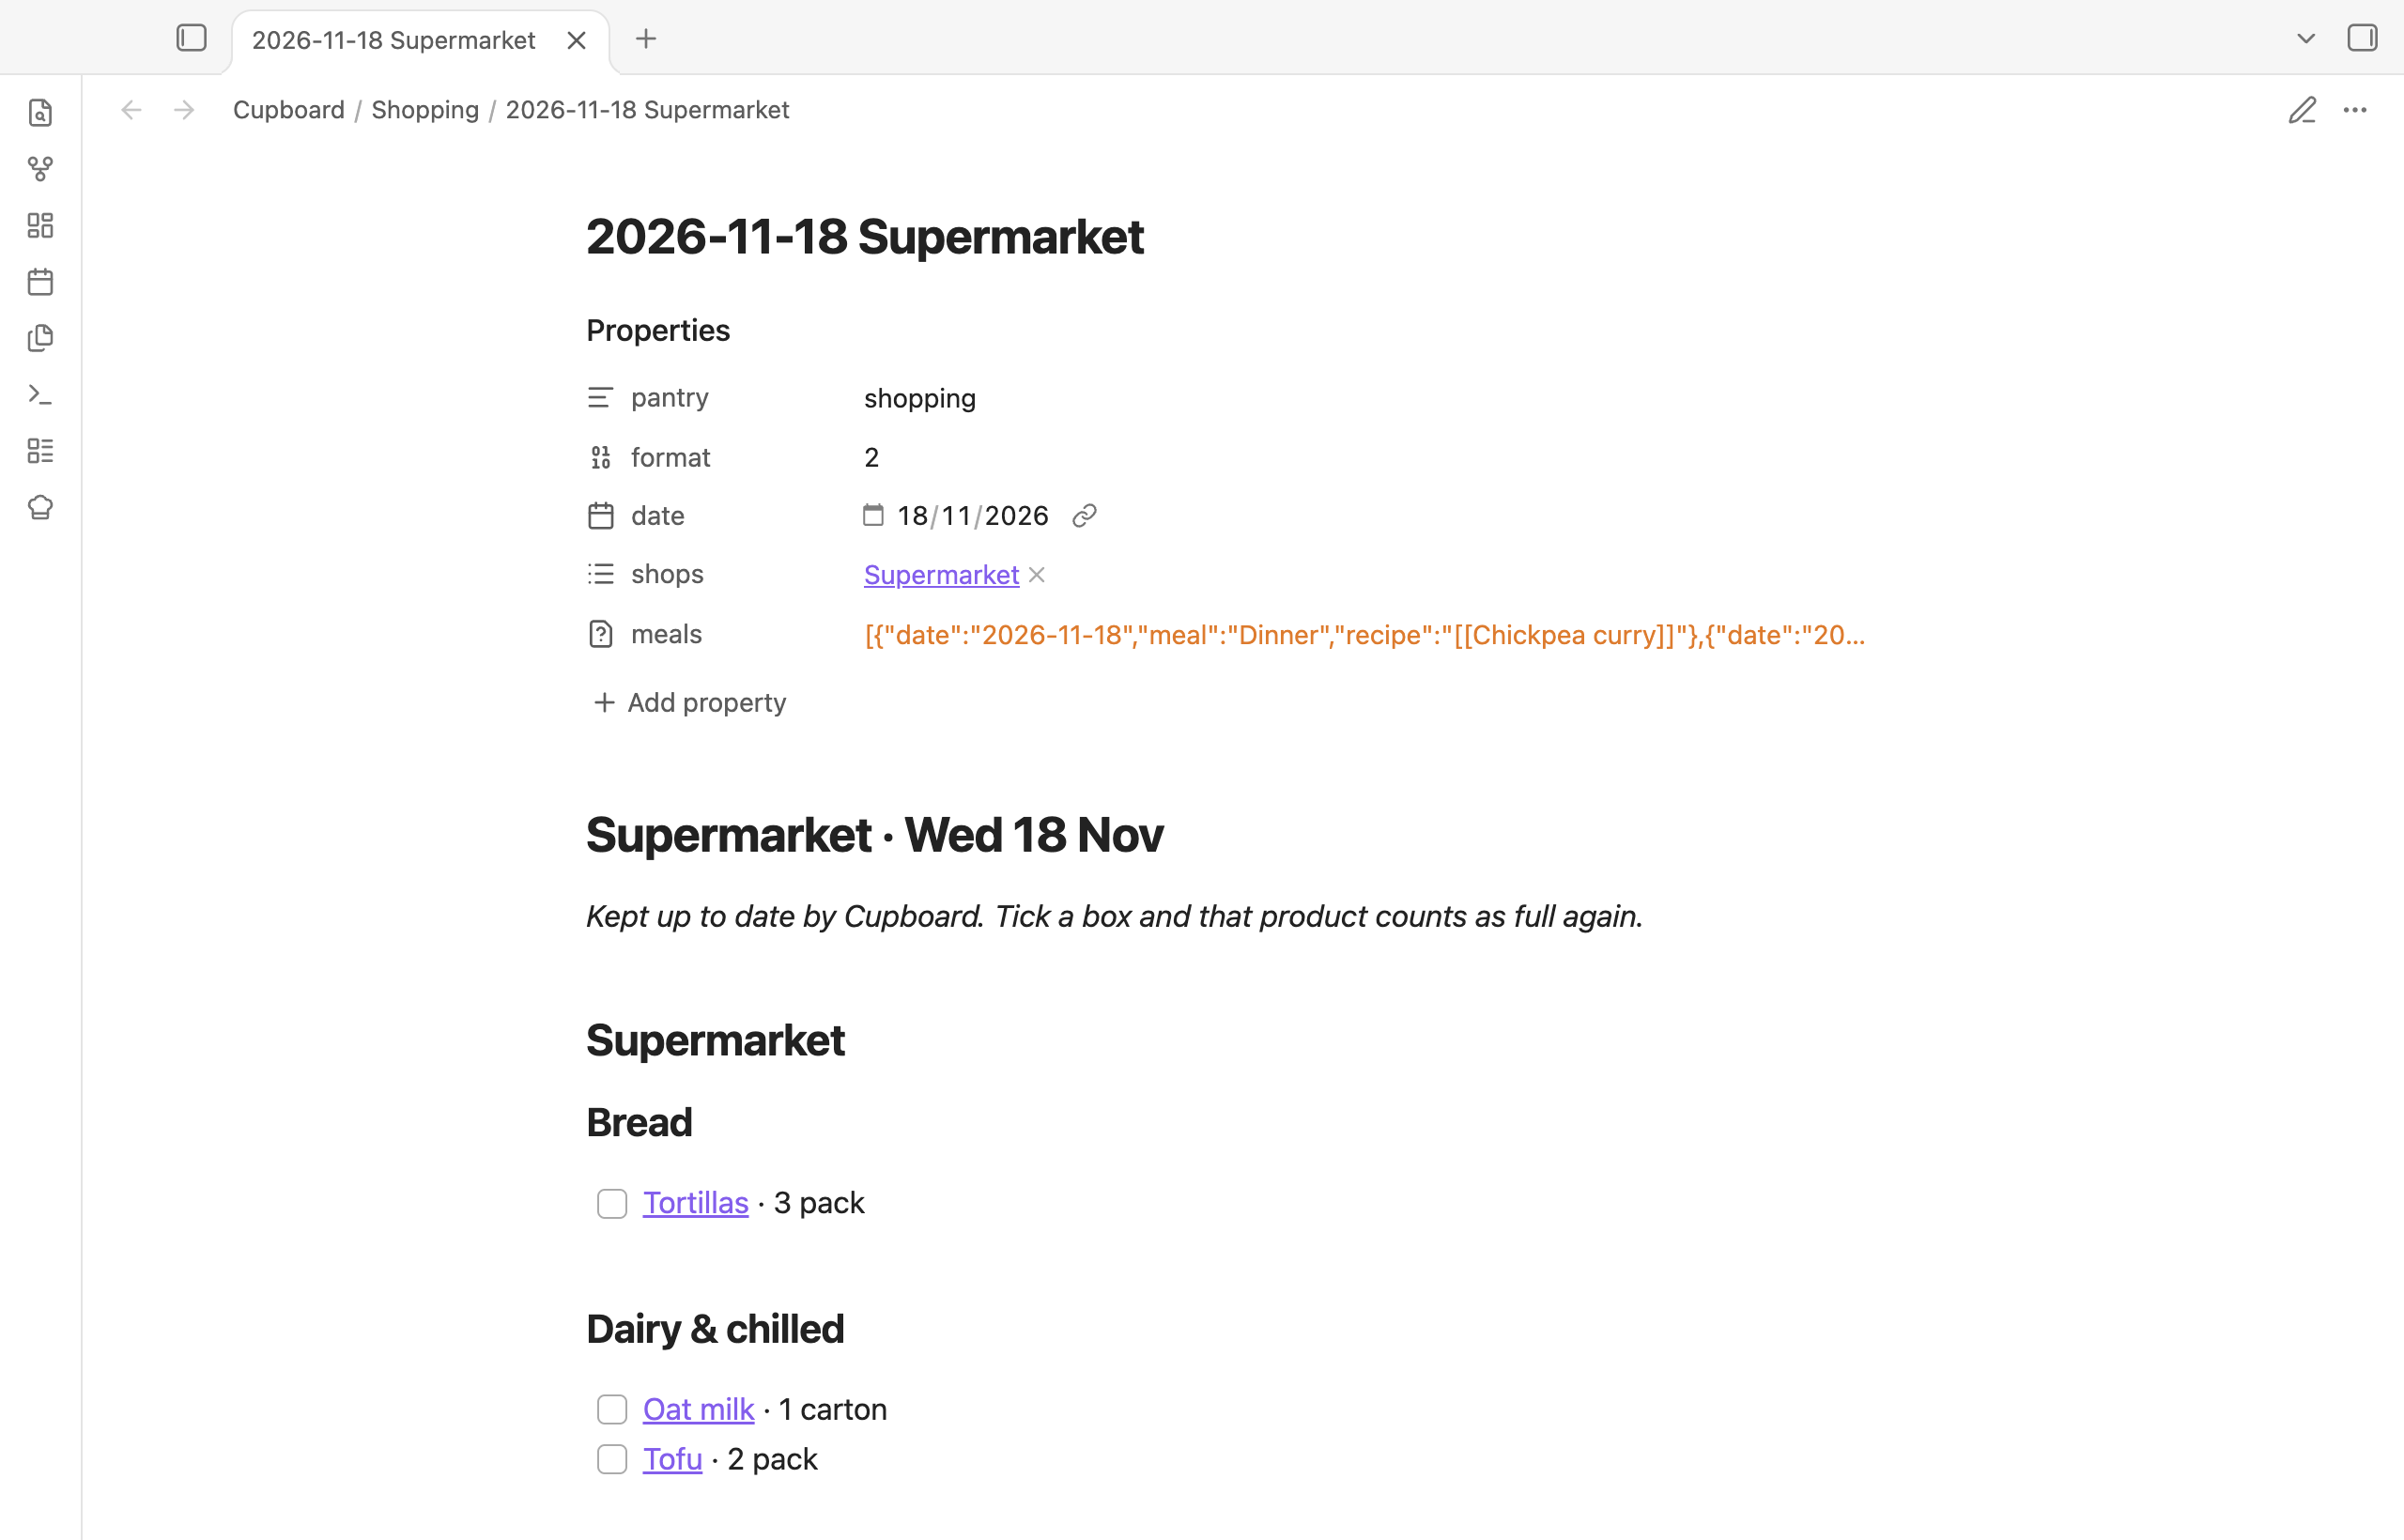 2026-11-18 Supermarket
Cupboard / Shopping / 2026-11-18 Supermarket
2026-11-18 Supermarket
Properties
pantry shopping
format 2
date 18/11/2026
shops Supermarket
meals [{"date":"2026-11-18","meal":"Dinner","recipe":"[[Chickpea curry]]"},{"date":"20...
Add property
Supermarket · Wed 18 Nov
Kept up to date by Cupboard. Tick a box and that product counts as full again.
Supermarket
Bread
Tortillas · 3 pack
Dairy & chilled
Oat milk · 1 carton
Tofu · 2 pack